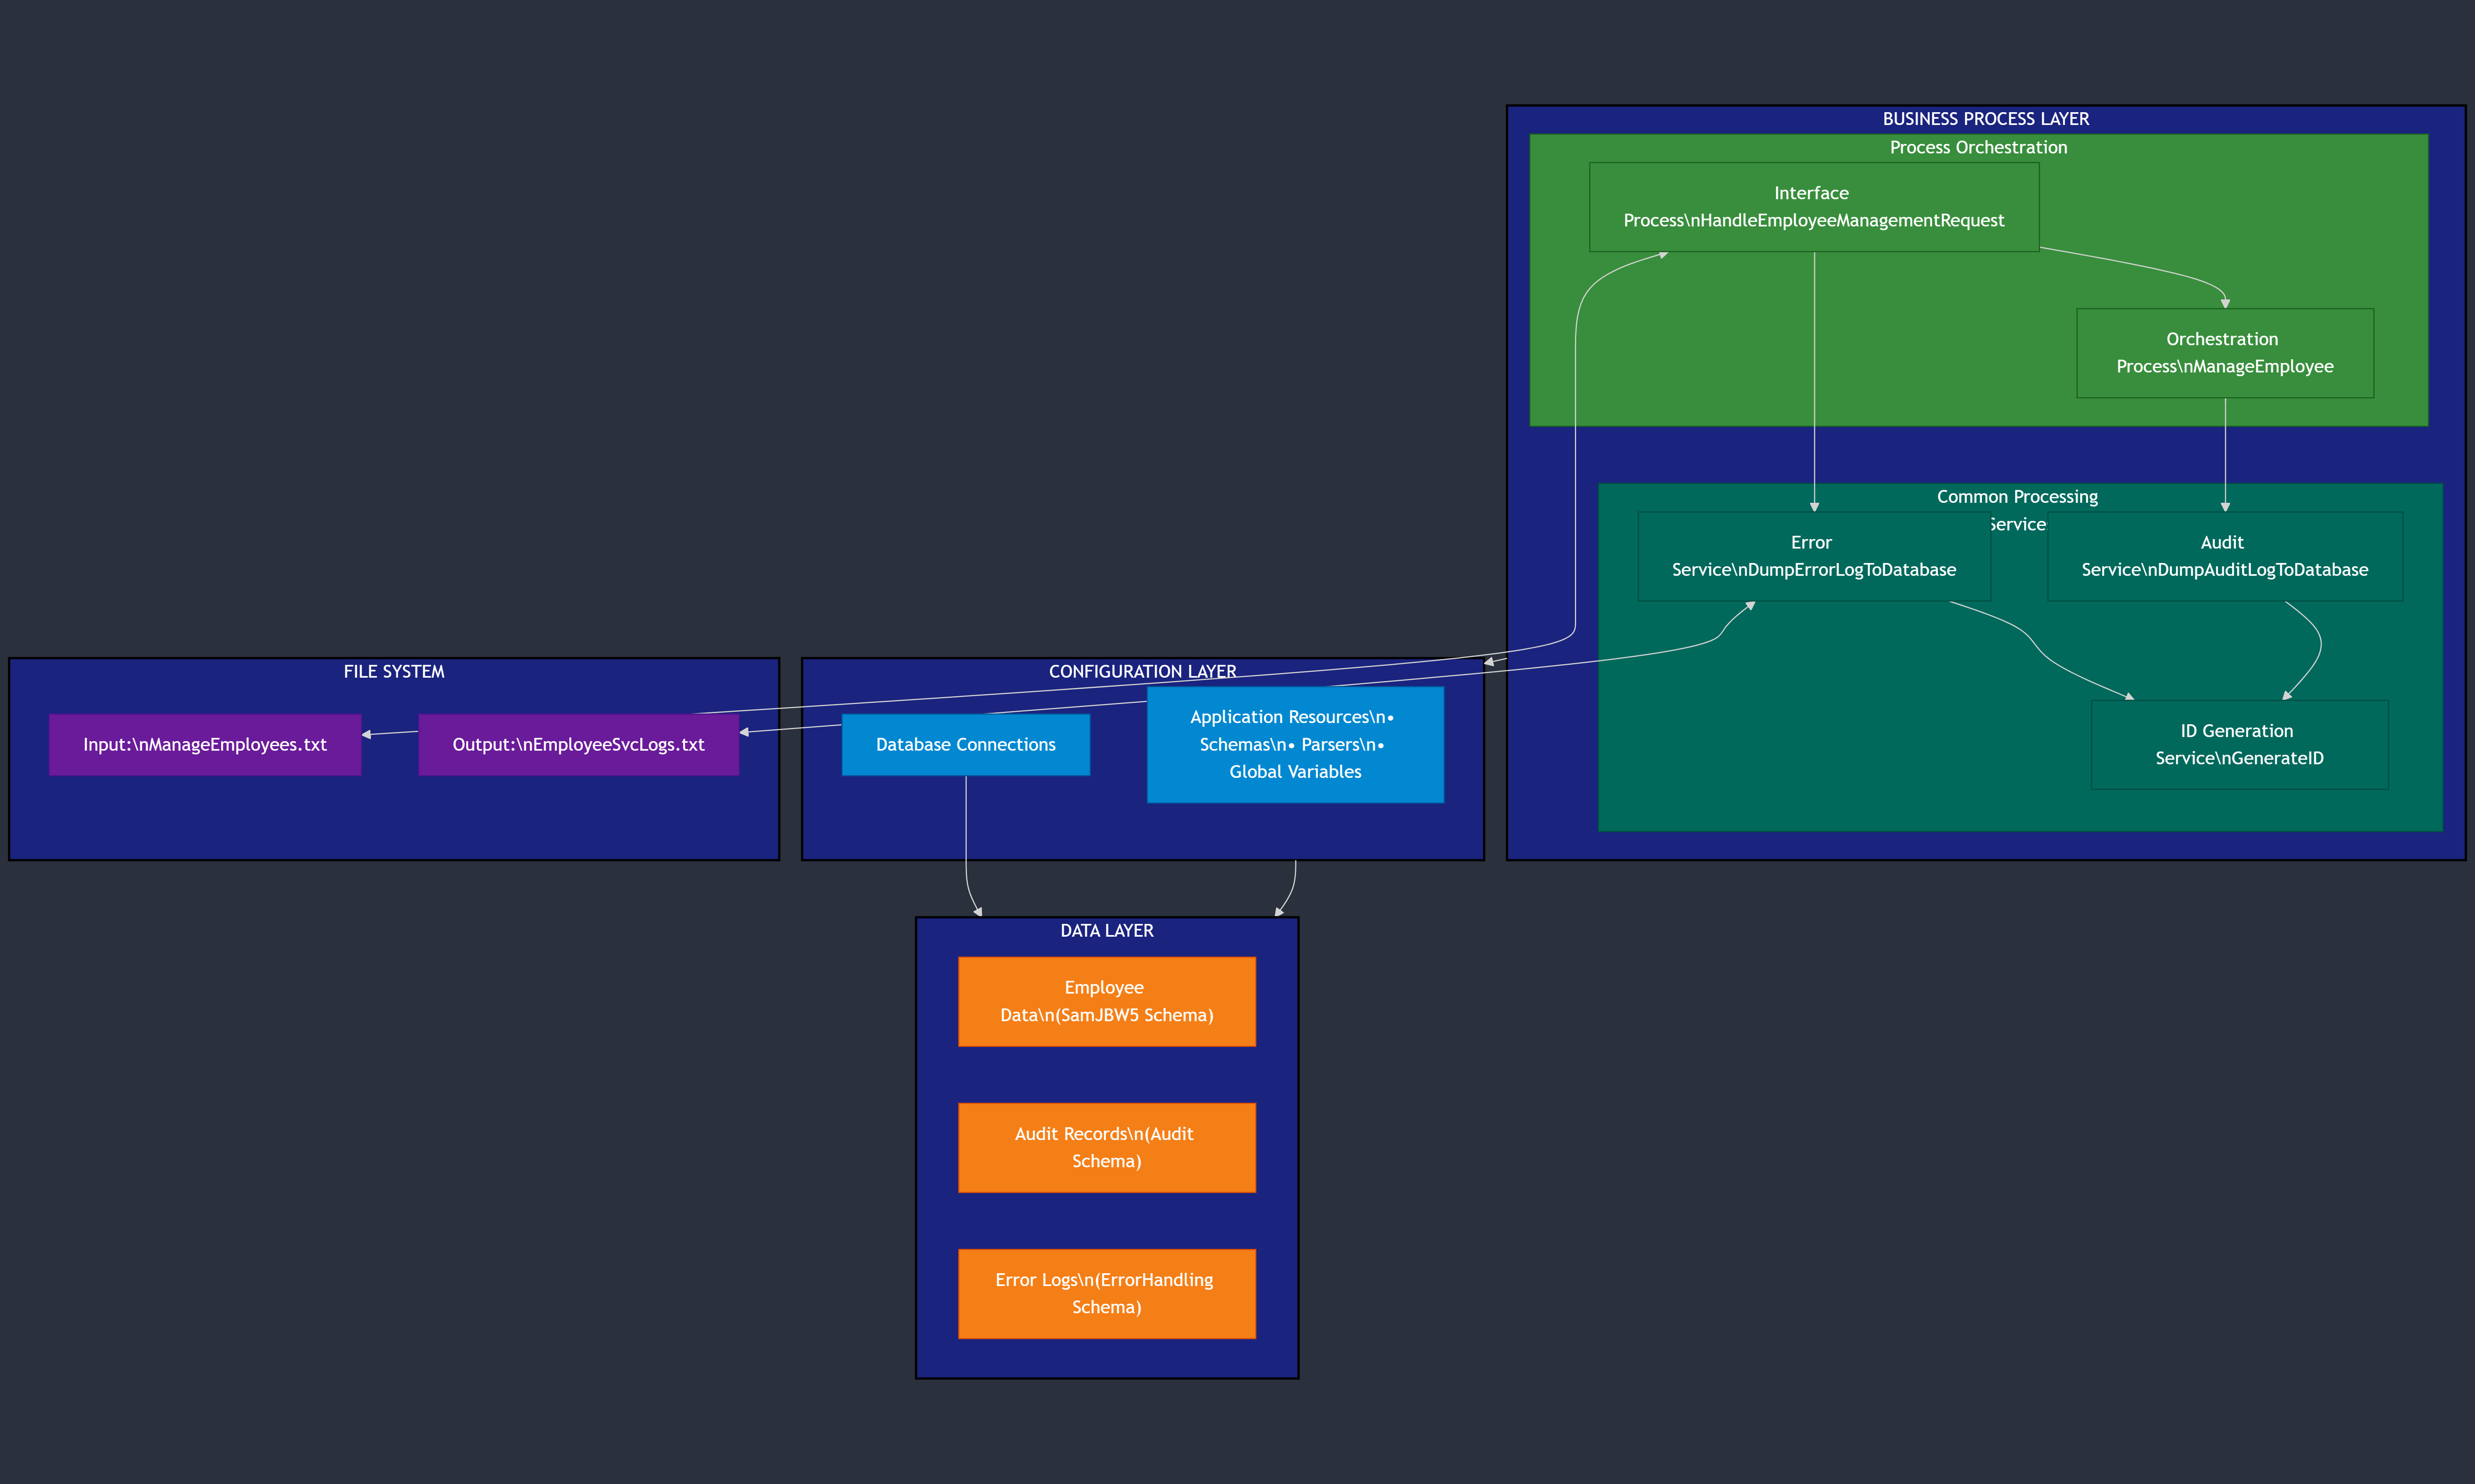 BUSINESS PROCESS LAYER
Process Orchestration
Interface
Process\nHandleEmployeeManagementRequest
Orchestration
Process\nManageEmployee
Common Processing
Services
Error
Service\nDumpErrorLogToDatabase
Audit
Service\nDumpAuditLogToDatabase
ID Generation
Service\nGenerateID
FILE SYSTEM
Input:\nManageEmployees.txt
Output:\nEmployeeSvcLogs.txt
CONFIGURATION LAYER
Database Connections
Application Resources\n•
Schemas\n• Parsers\n•
Global Variables
DATA LAYER
Employee
Data\n(SamJBW5 Schema)
Audit Records\n(Audit
Schema)
Error Logs\n(ErrorHandling
Schema)